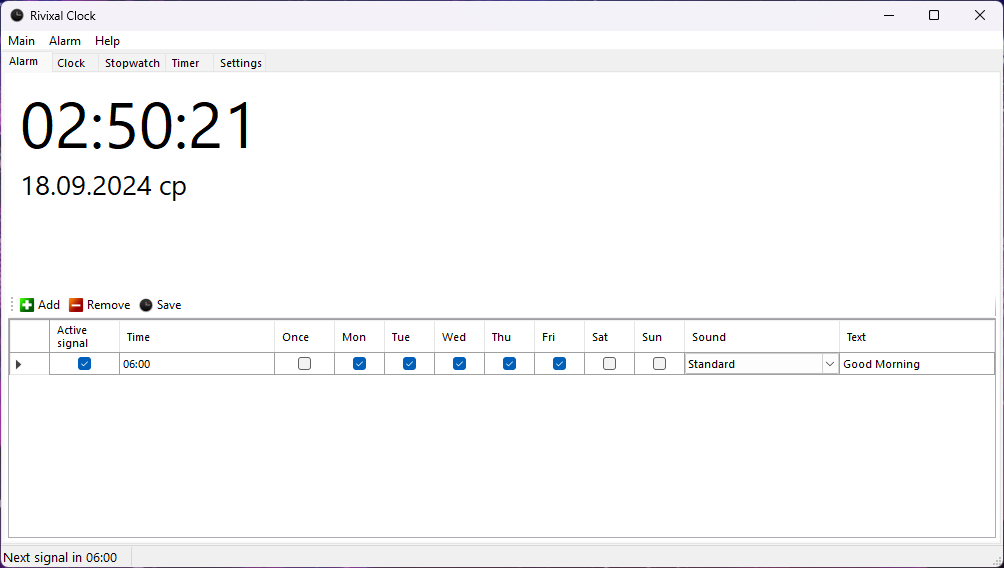 Rivixal Clock
Main Alarm Help
Alarm Clock Stopwatch Timer Settings
02:50:21
18.09.2024 ср
Add Remove Save
Active signal Time Once Mon Tue Wed Thu Fri Sat Sun Sound Text
06:00 Standard Good Morning
Next signal in 06:00